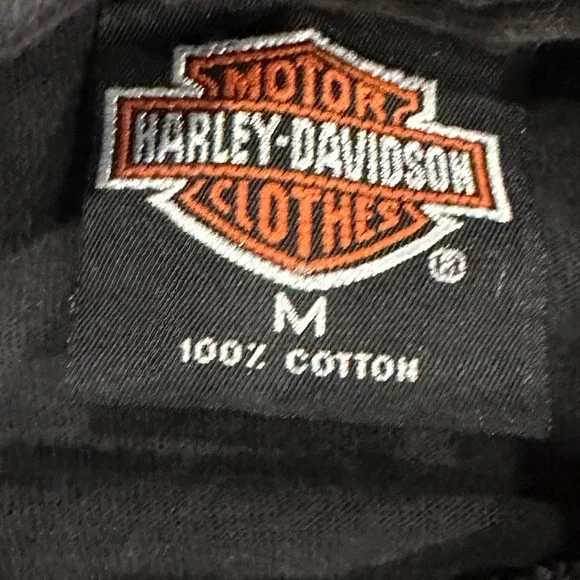 MOTOR
HARLEY-DAVIDSON
CLOTHES
®
M
100% COTTON